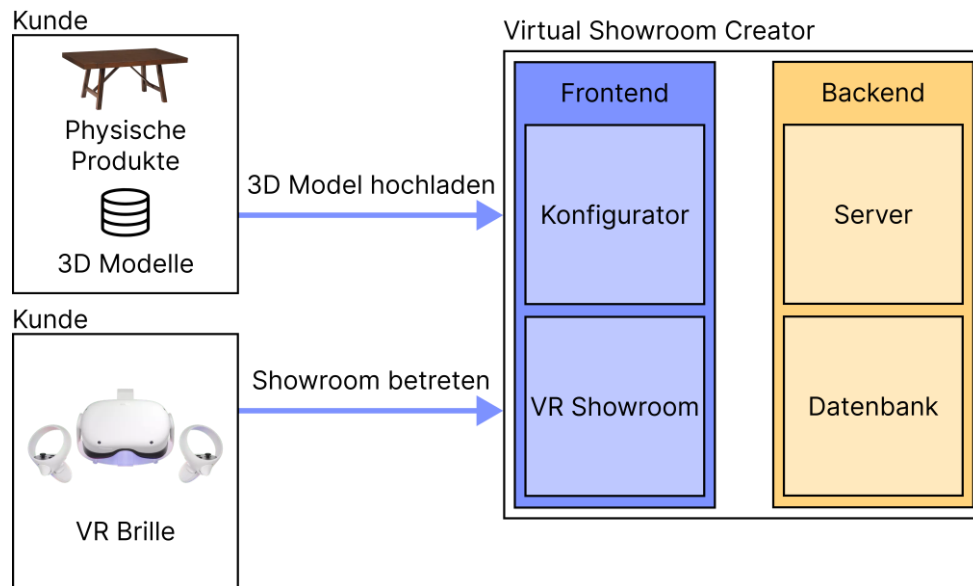 Kunde
Physische
Produkte
3D Modelle
3D Model hochladen
Kunde
VR Brille
Showroom betreten
Virtual Showroom Creator
Frontend
Konfigurator
VR Showroom
Backend
Server
Datenbank